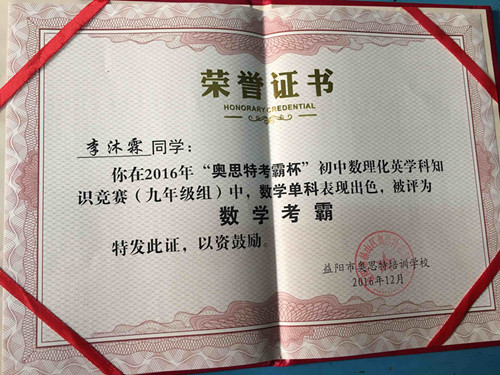 荣誉证书
HONORARY CREDENTIAL
李沐霖 同学：
你在2016年“奥思特考霸杯”初中数理化英学科知
识竞赛（九年级组）中，数学单科表现出色，被评为
数学考霸
特发此证，以资鼓励。
益阳市奥思特培训学校
2016年12月